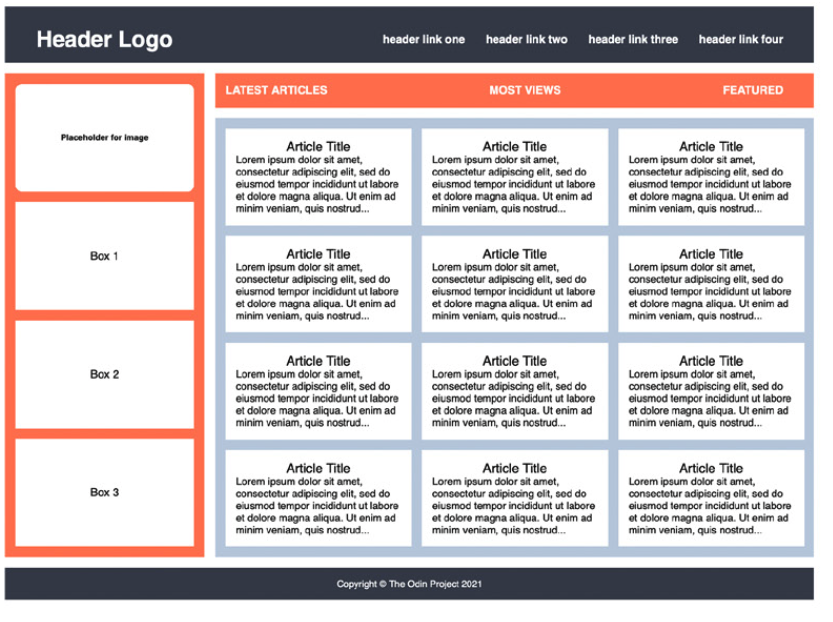 Header Logo
header link one
header link two
header link three
header link four
Placeholder for image
Box 1
Box 2
Box 3
LATEST ARTICLES
MOST VIEWS
FEATURED
Article Title
Lorem ipsum dolor sit amet,
consectetur adipiscing elit, sed do
eiusmod tempor incididunt ut labore
et dolore magna aliqua. Ut enim ad
minim veniam, quis nostrud...
Article Title
Lorem ipsum dolor sit amet,
consectetur adipiscing elit, sed do
eiusmod tempor incididunt ut labore
et dolore magna aliqua. Ut enim ad
minim veniam, quis nostrud...
Article Title
Lorem ipsum dolor sit amet,
consectetur adipiscing elit, sed do
eiusmod tempor incididunt ut labore
et dolore magna aliqua. Ut enim ad
minim veniam, quis nostrud...
Article Title
Lorem ipsum dolor sit amet,
consectetur adipiscing elit, sed do
eiusmod tempor incididunt ut labore
et dolore magna aliqua. Ut enim ad
minim veniam, quis nostrud...
Article Title
Lorem ipsum dolor sit amet,
consectetur adipiscing elit, sed do
eiusmod tempor incididunt ut labore
et dolore magna aliqua. Ut enim ad
minim veniam, quis nostrud...
Article Title
Lorem ipsum dolor sit amet,
consectetur adipiscing elit, sed do
eiusmod tempor incididunt ut labore
et dolore magna aliqua. Ut enim ad
minim veniam, quis nostrud...
Article Title
Lorem ipsum dolor sit amet,
consectetur adipiscing elit, sed do
eiusmod tempor incididunt ut labore
et dolore magna aliqua. Ut enim ad
minim veniam, quis nostrud...
Article Title
Lorem ipsum dolor sit amet,
consectetur adipiscing elit, sed do
eiusmod tempor incididunt ut labore
et dolore magna aliqua. Ut enim ad
minim veniam, quis nostrud...
Article Title
Lorem ipsum dolor sit amet,
consectetur adipiscing elit, sed do
eiusmod tempor incididunt ut labore
et dolore magna aliqua. Ut enim ad
minim veniam, quis nostrud...
Article Title
Lorem ipsum dolor sit amet,
consectetur adipiscing elit, sed do
eiusmod tempor incididunt ut labore
et dolore magna aliqua. Ut enim ad
minim veniam, quis nostrud...
Article Title
Lorem ipsum dolor sit amet,
consectetur adipiscing elit, sed do
eiusmod tempor incididunt ut labore
et dolore magna aliqua. Ut enim ad
minim veniam, quis nostrud...
Article Title
Lorem ipsum dolor sit amet,
consectetur adipiscing elit, sed do
eiusmod tempor incididunt ut labore
et dolore magna aliqua. Ut enim ad
minim veniam, quis nostrud...
Copyright © The Odin Project 2021